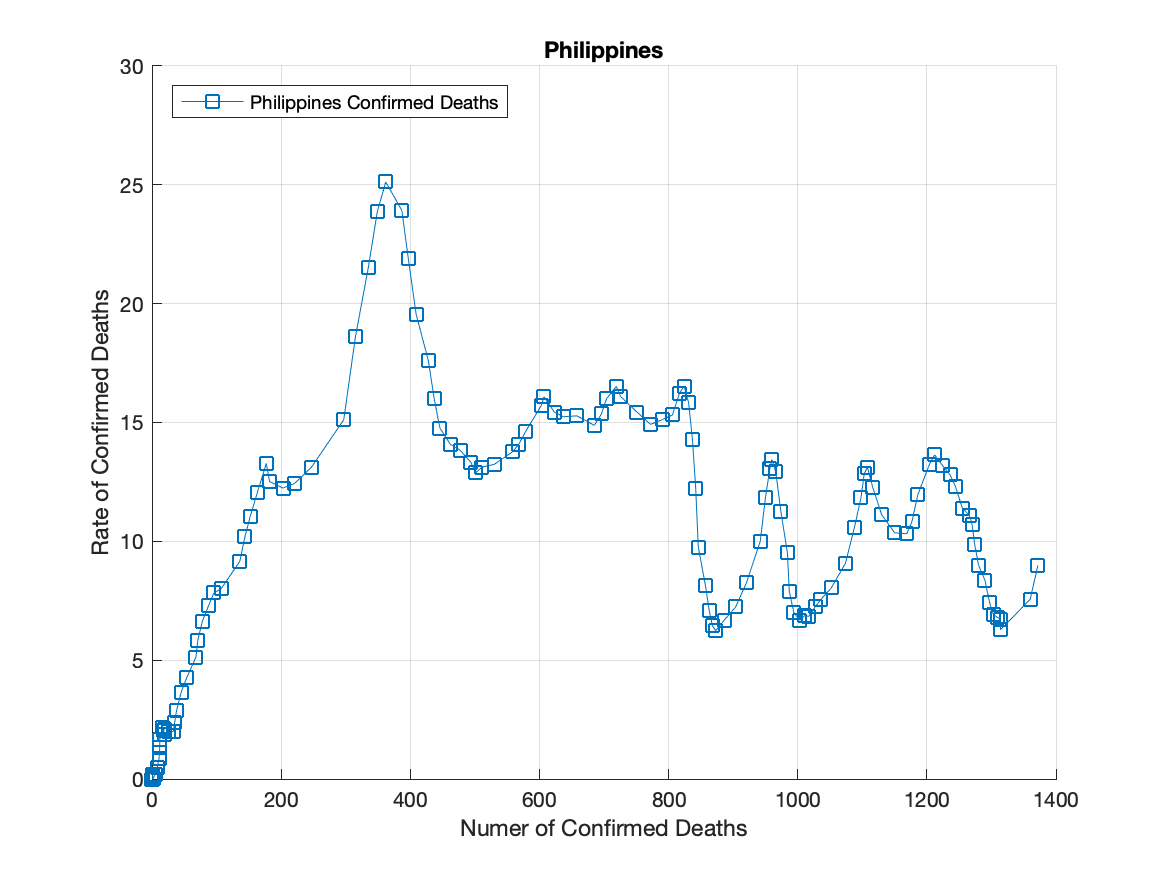 Philippines
30
Philippines Confirmed Deaths
25
20
15
10
5
0
Rate of Confirmed Deaths
0 200 400 600 800 1000 1200 1400
Numer of Confirmed Deaths